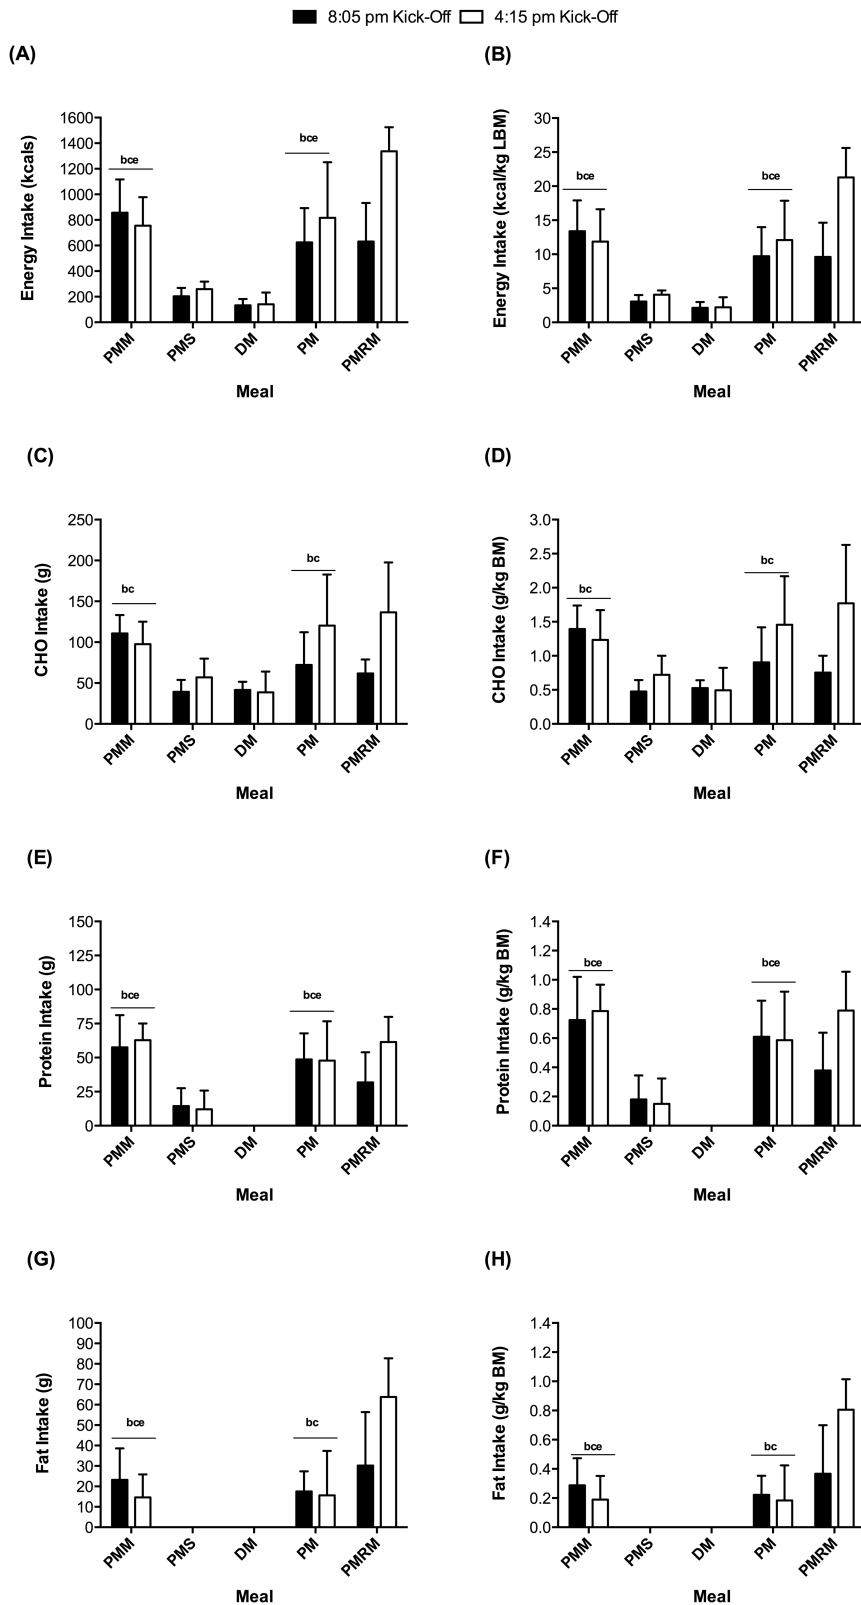 8:05 pm Kick-Off 4:15 pm Kick-Off
(A)
Energy Intake (kcals)
1600
1400
1200
1000
800
600
400
200
0
bce
bce
PMM PMS DM PM PMRM
Meal
(B)
Energy Intake (kcal/kg LBM)
30
25
20
15
10
5
0
bce
bce
PMM PMS DM PM PMRM
Meal
(C)
CHO Intake (g)
250
200
150
100
50
0
bc
bc
PMM PMS DM PM PMRM
Meal
(D)
CHO Intake (g/kg BM)
3.0
2.5
2.0
1.5
1.0
0.5
0.0
bc
bc
PMM PMS DM PM PMRM
Meal
(E)
Protein Intake (g)
150
125
100
75
50
25
0
bce
bce
PMM PMS DM PM PMRM
Meal
(F)
Protein Intake (g/kg BM)
1.4
1.2
1.0
0.8
0.6
0.4
0.2
0.0
bce
bce
PMM PMS DM PM PMRM
Meal
(G)
Fat Intake (g)
100
90
80
70
60
50
40
30
20
10
0
bce
bc
PMM PMS DM PM PMRM
Meal
(H)
Fat Intake (g/kg BM)
1.4
1.2
1.0
0.8
0.6
0.4
0.2
0.0
bce
bc
PMM PMS DM PM PMRM
Meal